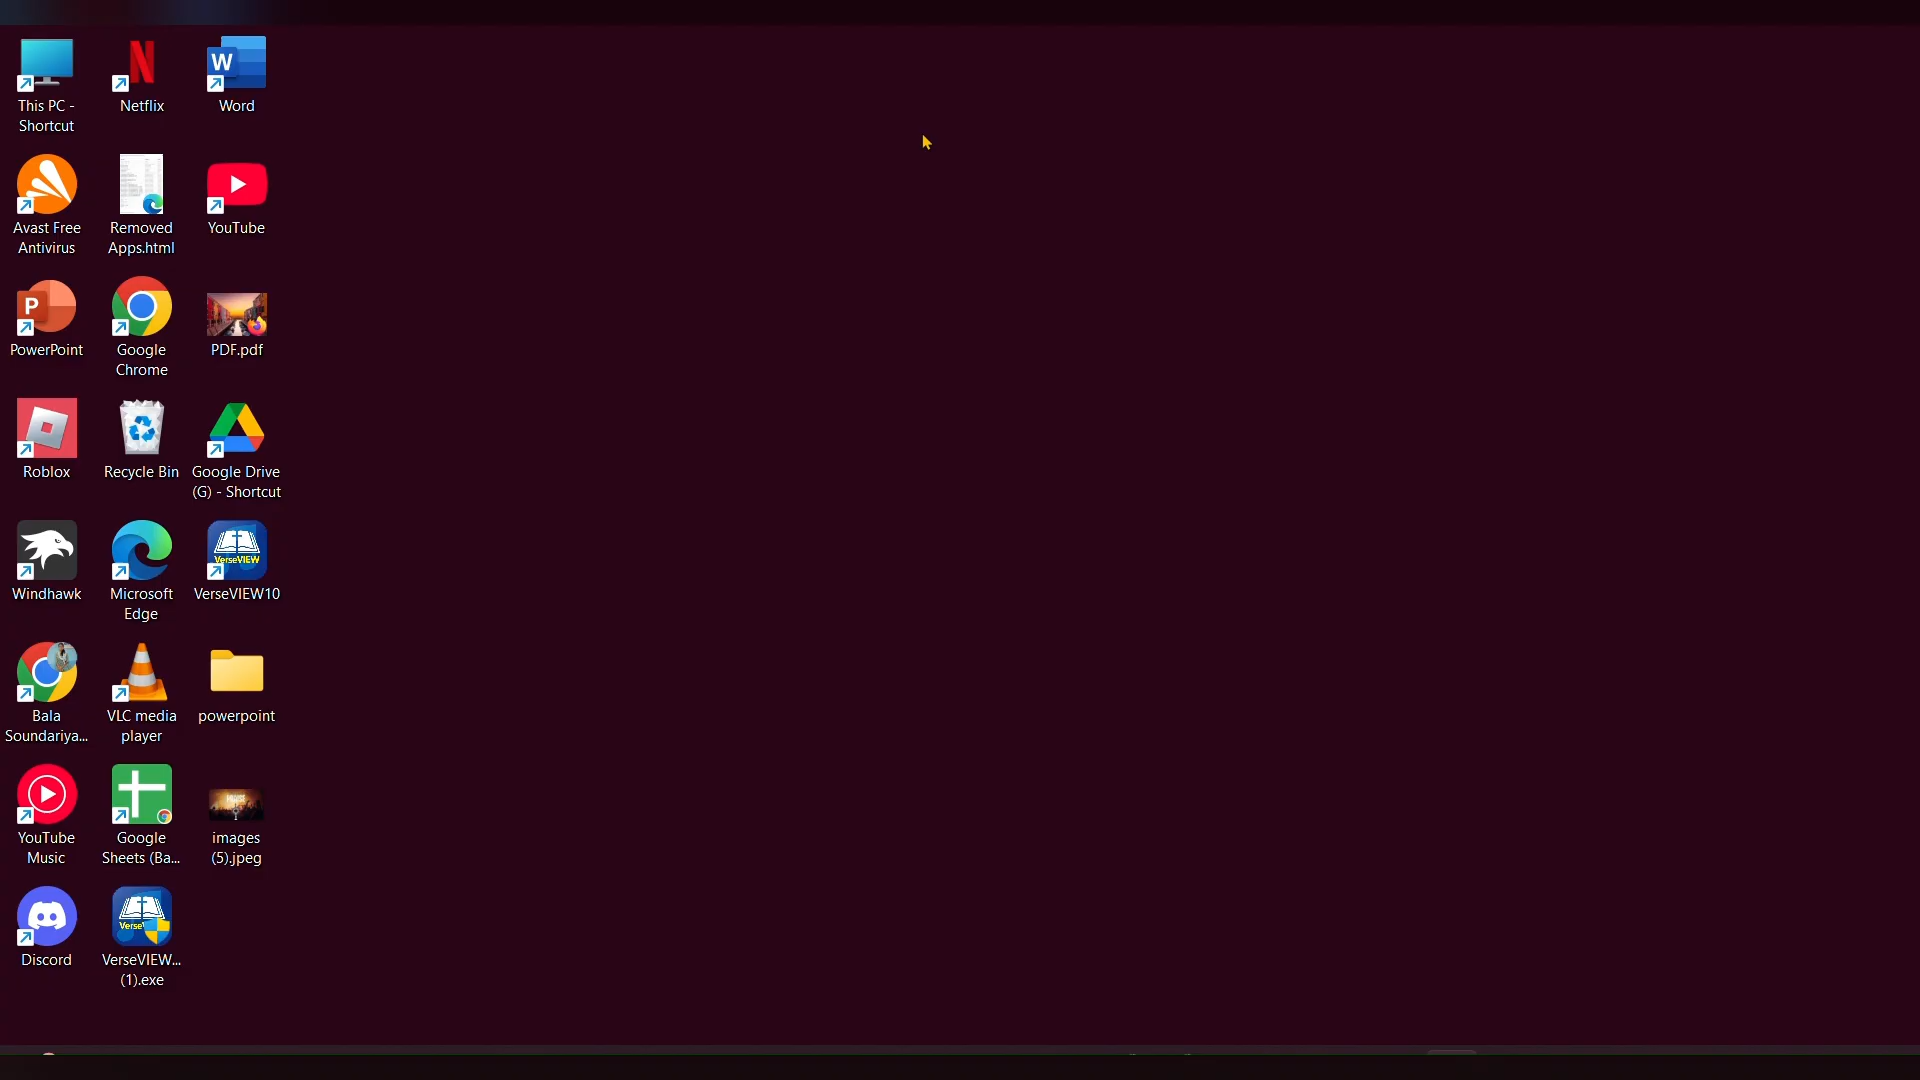 This PC -
Shortcut
Netflix
W
Word
Avast Free
Antivirus
Removed
Apps.html
YouTube
P
PowerPoint
Google
Chrome
PDF.pdf
Roblox
Recycle Bin
Google Drive
(G) - Shortcut
Windhawk
Microsoft
Edge
VerseVIEW
VerseVIEW10
Bala
Soundariya...
VLC media
player
powerpoint
YouTube
Music
Google
Sheets (Ba...
images
(5).jpeg
Discord
VerseVIEW...
(1).exe